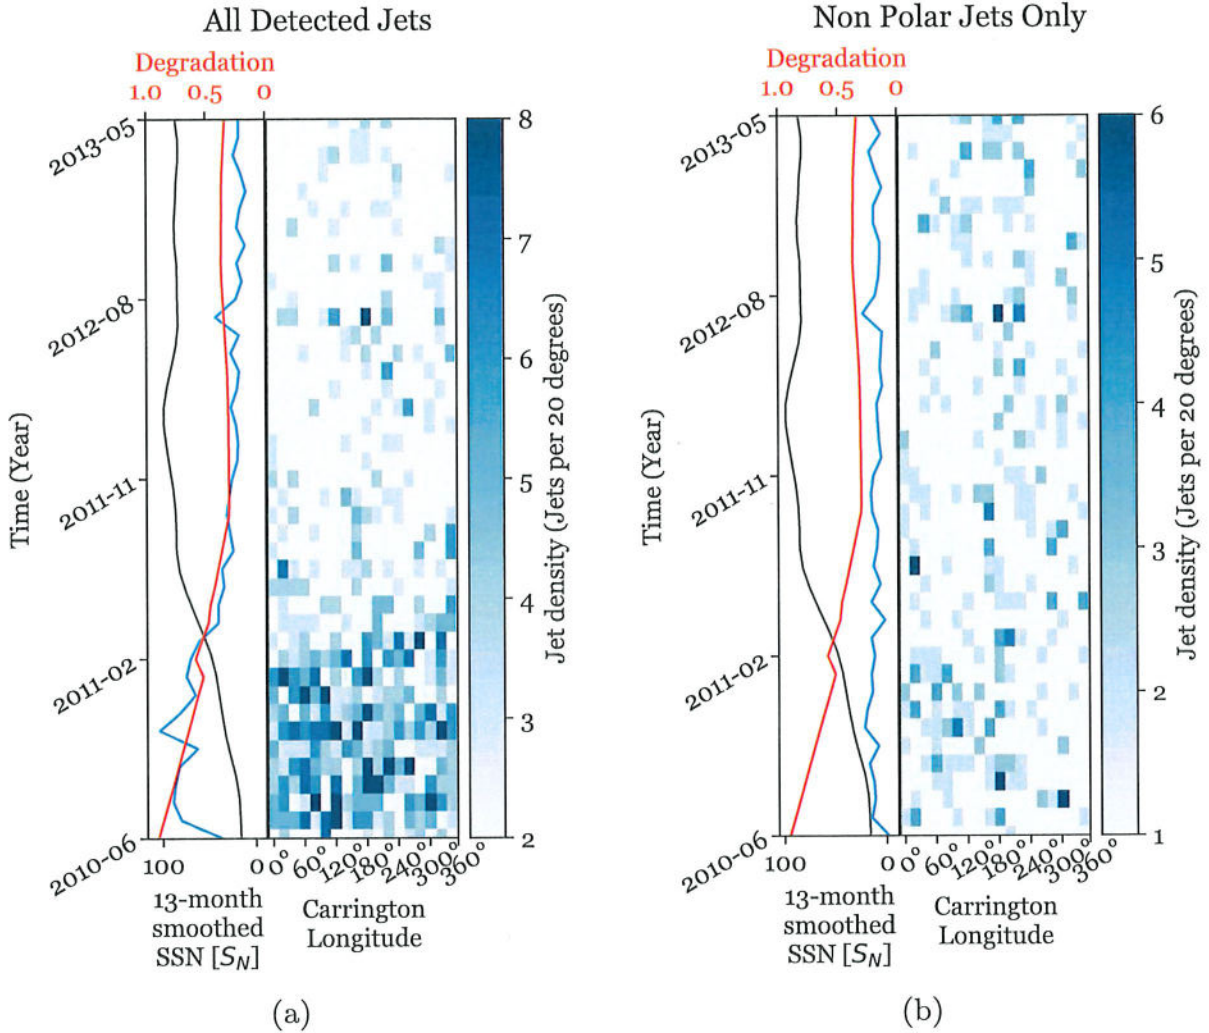 All Detected Jets
Degradation
1.0 0.5 0
2013-05
2012-08
2011-11
2011-02
2010-06
Time (Year)
100 0
13-month
smoothed
SSN [S_N]
0° 60° 120° 180° 240° 300° 360°
Carrington
Longitude
8
7
6
5
4
3
2
Jet density (Jets per 20 degrees)
(a)
Non Polar Jets Only
Degradation
1.0 0.5 0
2013-05
2012-08
2011-11
2011-02
2010-06
Time (Year)
100 0
13-month
smoothed
SSN [S_N]
0° 60° 120° 180° 240° 300° 360°
Carrington
Longitude
6
5
4
3
2
1
Jet density (Jets per 20 degrees)
(b)